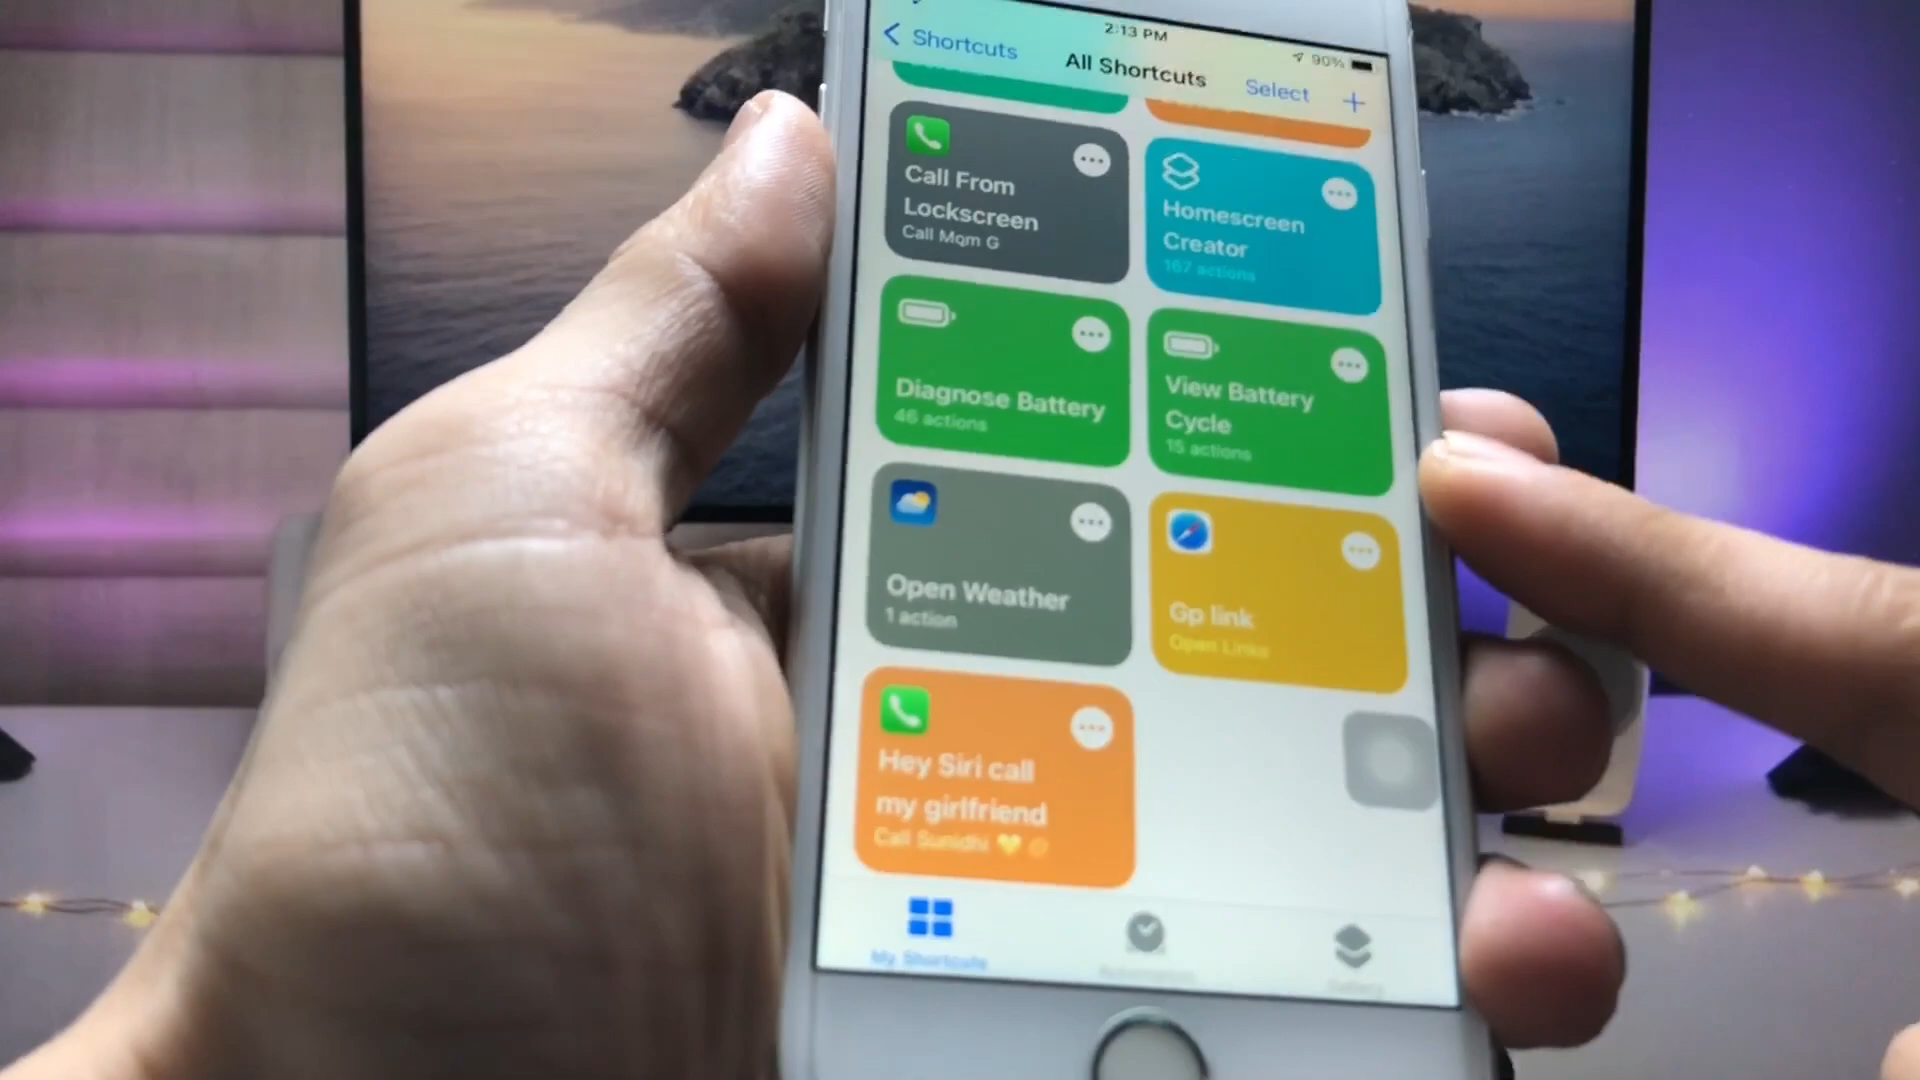 2:13 PM
90%
Shortcuts
All Shortcuts
Select
Call From
Lockscreen
Call Mom G
Homescreen
Creator
167 actions
Diagnose Battery
46 actions
View Battery
Cycle
15 actions
Open Weather
1 action
Gp link
Open Links
Hey Siri call
my girlfriend
Call Sunidhi 💛
My Shortcuts
Automation
Gallery